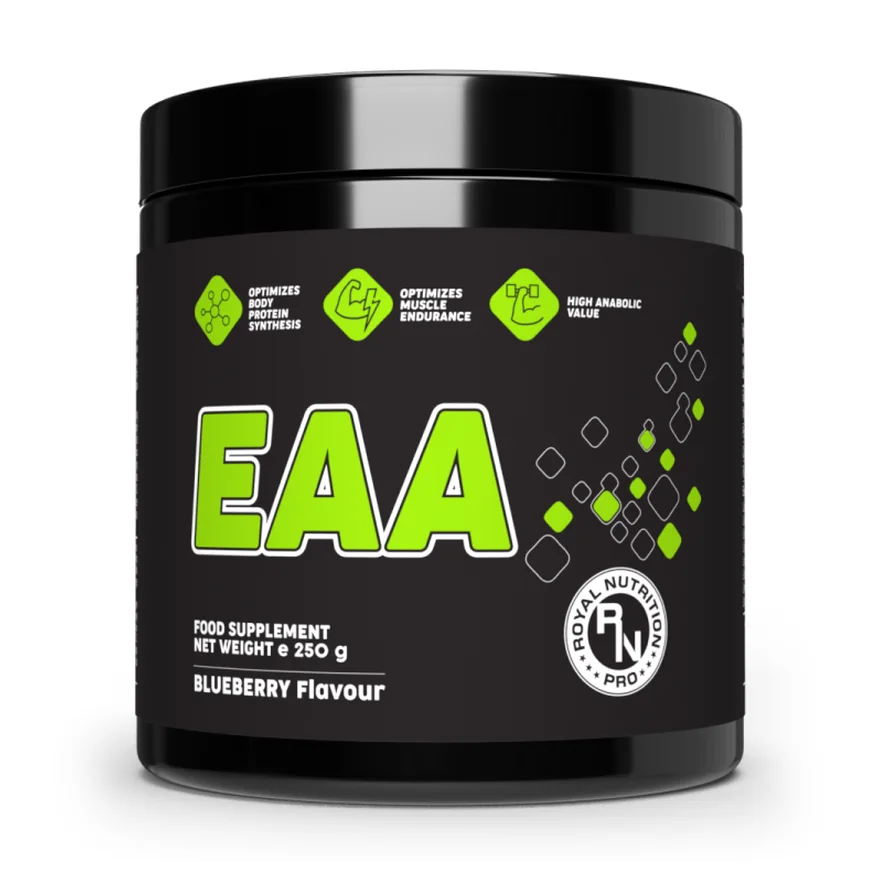 OPTIMIZES
BODY
PROTEIN
SYNTHESIS
OPTIMIZES
MUSCLE
ENDURANCE
HIGH ANABOLIC
VALUE
EAA
FOOD SUPPLEMENT
NET WEIGHT e 250 g
BLUEBERRY Flavour
ROYAL NUTRITION
RN
PRO